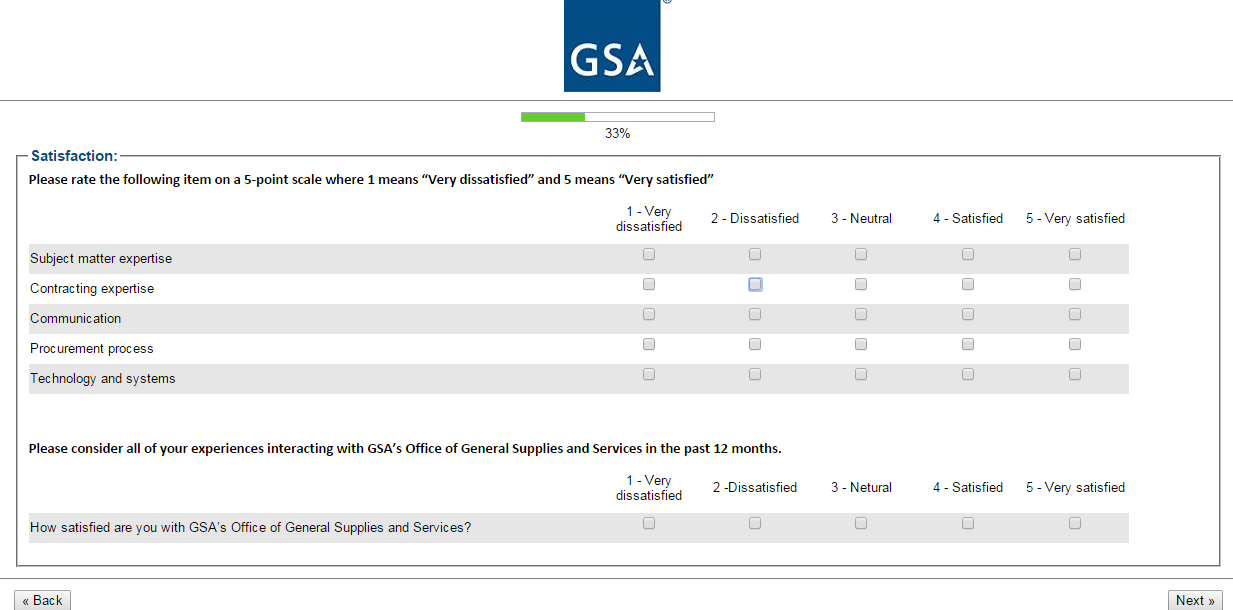 ®
GSA
33%
Satisfaction:
Please rate the following item on a 5-point scale where 1 means “Very dissatisfied” and 5 means “Very satisfied”
1 - Very dissatisfied 2 - Dissatisfied 3 - Neutral 4 - Satisfied 5 - Very satisfied
Subject matter expertise
Contracting expertise
Communication
Procurement process
Technology and systems
Please consider all of your experiences interacting with GSA’s Office of General Supplies and Services in the past 12 months.
1 - Very dissatisfied 2 -Dissatisfied 3 - Netural 4 - Satisfied 5 - Very satisfied
How satisfied are you with GSA’s Office of General Supplies and Services?
« Back Next »